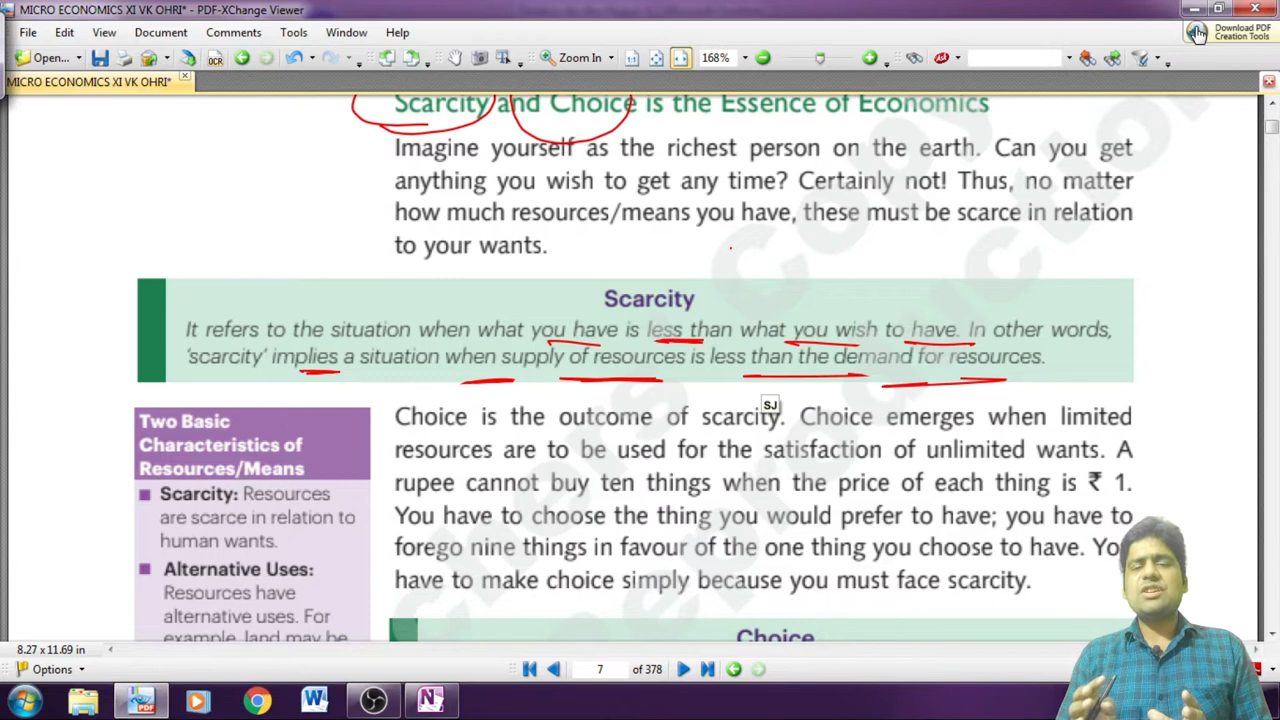 MICRO ECONOMICS XI VK OHRI* - PDF-XChange Viewer
File Edit View Document Comments Tools Window Help
Download PDF
Creation Tools
Open... OCR Zoom In 168%
MICRO ECONOMICS XI VK OHRI*
Scarcity and Choice is the Essence of Economics
Imagine yourself as the richest person on the earth. Can you get
anything you wish to get any time? Certainly not! Thus, no matter
how much resources/means you have, these must be scarce in relation
to your wants.
Scarcity
It refers to the situation when what you have is less than what you wish to have. In other words,
'scarcity' implies a situation when supply of resources is less than the demand for resources.
SJ
Two Basic
Characteristics of
Resources/Means
Scarcity: Resources
are scarce in relation to
human wants.
Alternative Uses:
Resources have
alternative uses. For
example, land may be
Choice is the outcome of scarcity. Choice emerges when limited
resources are to be used for the satisfaction of unlimited wants. A
rupee cannot buy ten things when the price of each thing is ₹ 1.
You have to choose the thing you would prefer to have; you have to
forego nine things in favour of the one thing you choose to have. Yo
have to make choice simply because you must face scarcity.
Choice
8.27 x 11.69 in
Options 7 of 378